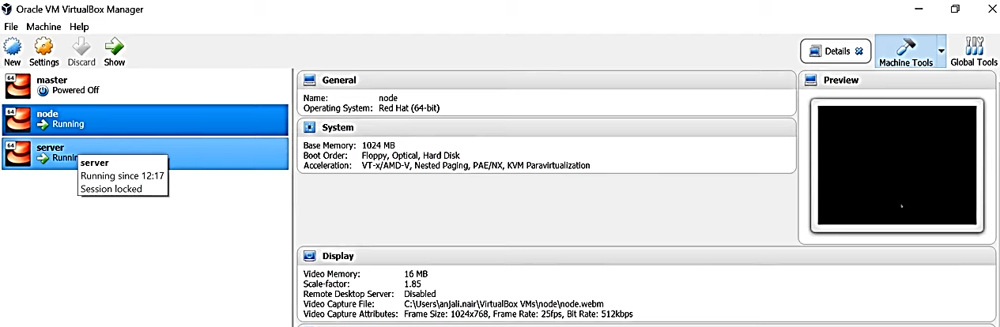 Oracle VM VirtualBox Manager
File Machine Help
New Settings Discard Show
Details
Machine Tools
Global Tools
64
master
Powered Off
64
node
Running
64
server
Runnin
server
Running since 12:17
Session locked
General
Name: node
Operating System: Red Hat (64-bit)
System
Base Memory: 1024 MB
Boot Order: Floppy, Optical, Hard Disk
Acceleration: VT-x/AMD-V, Nested Paging, PAE/NX, KVM Paravirtualization
Preview
Display
Video Memory: 16 MB
Scale-factor: 1.85
Remote Desktop Server: Disabled
Video Capture File: C:\Users\anjali.nair\VirtualBox VMs\node\node.webm
Video Capture Attributes: Frame Size: 1024x768, Frame Rate: 25fps, Bit Rate: 512kbps